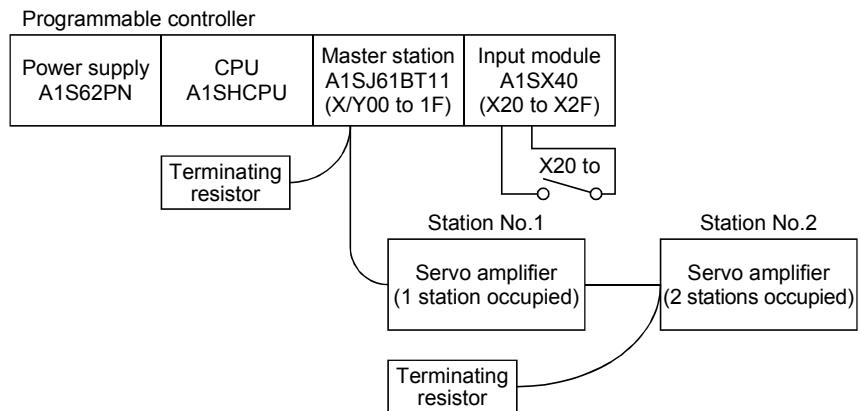 Programmable controller
Power supply
A1S62PN
CPU
A1SHCPU
Master station
A1SJ61BT11
(X/Y00 to 1F)
Input module
A1SX40
(X20 to X2F)
Terminating
resistor
X20 to
Station No.1
Servo amplifier
(1 station occupied)
Station No.2
Servo amplifier
(2 stations occupied)
Terminating
resistor